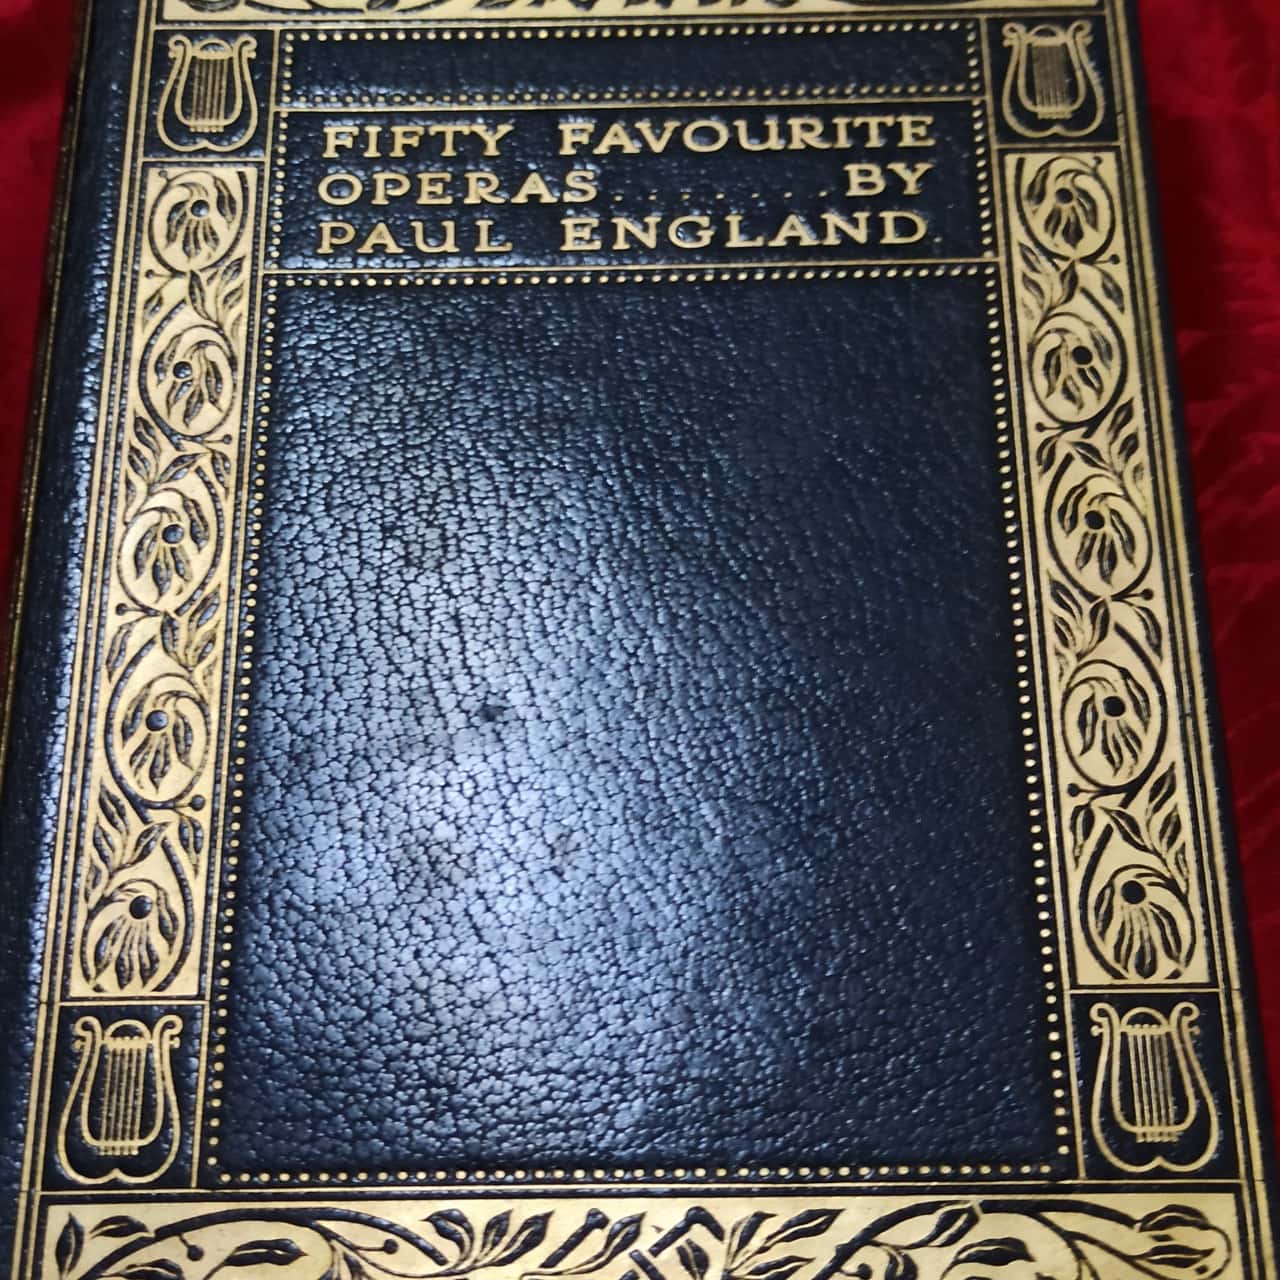 FIFTY FAVOURITE
OPERAS.......BY
PAUL ENGLAND